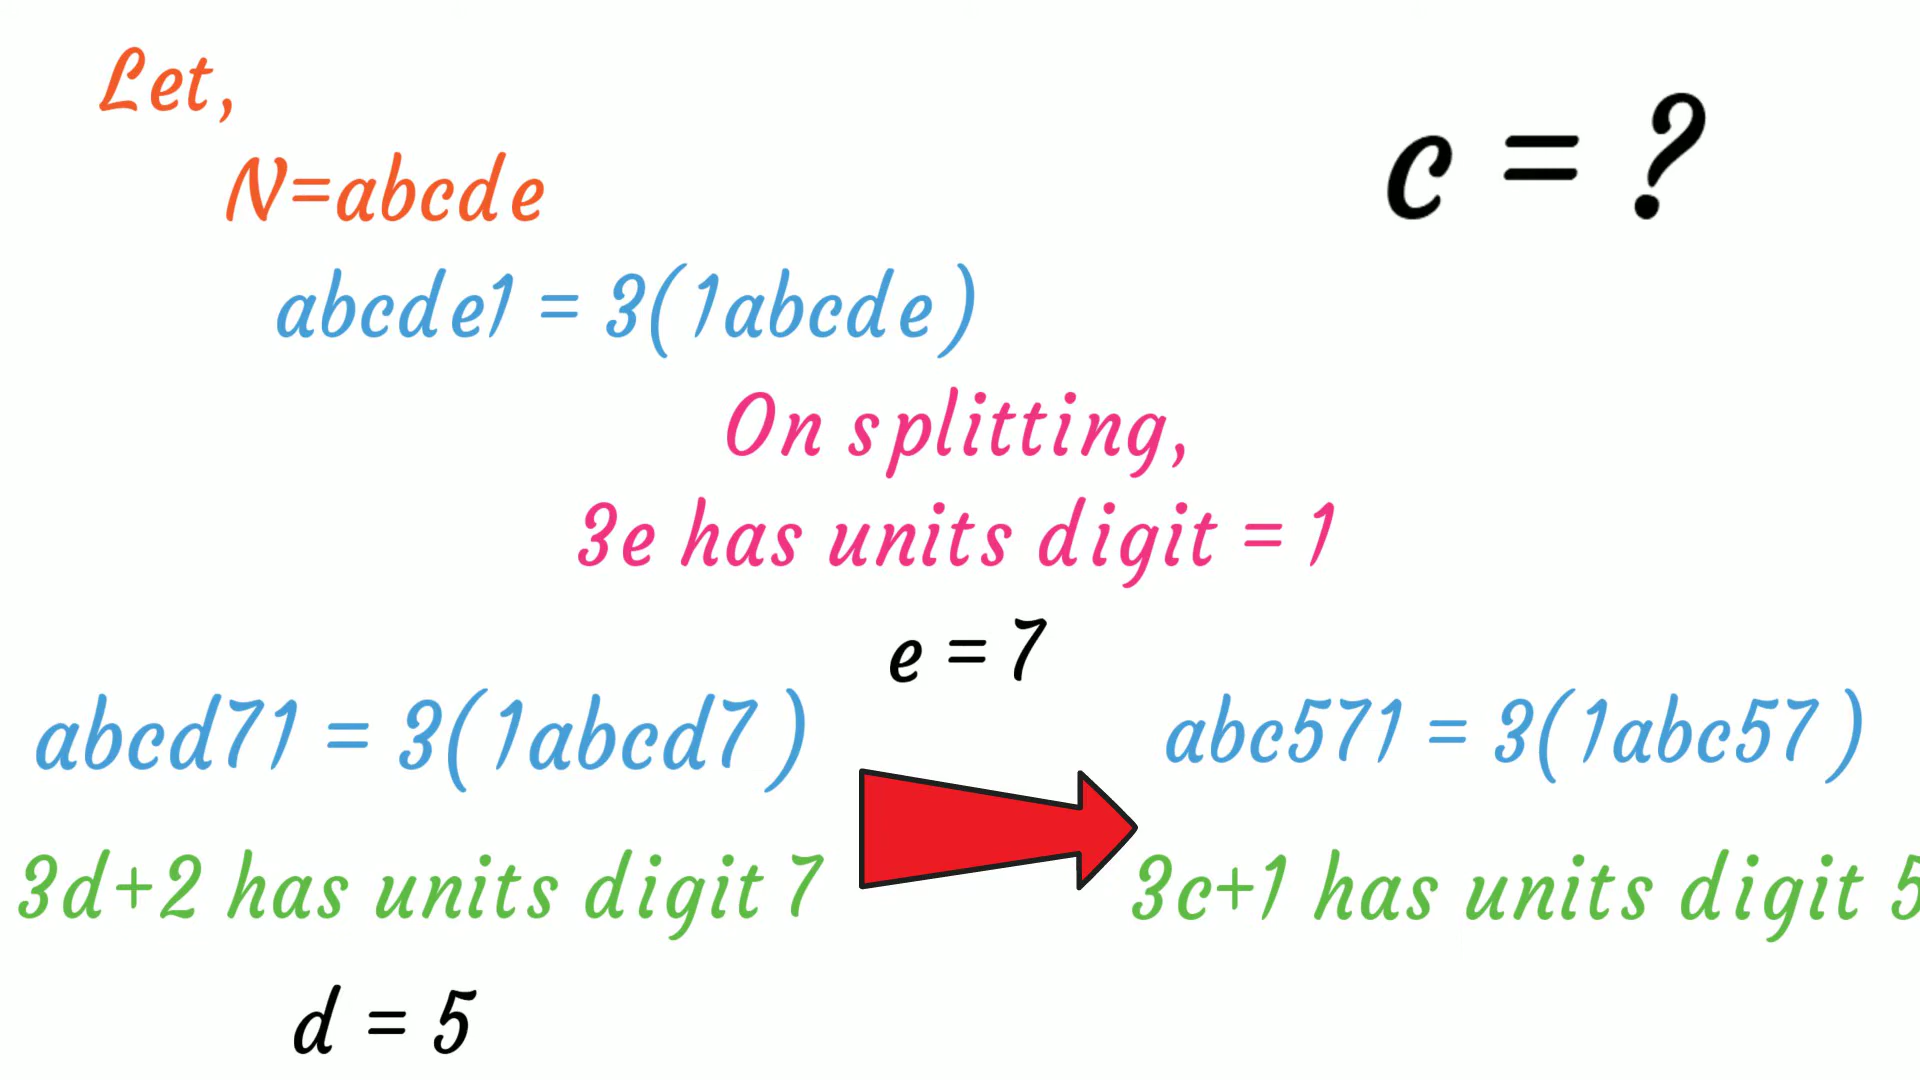 Let,
c = ?
N=abcde
abcde1 = 3(1abcde)
On splitting,
3e has units digit = 1
e = 7
abcd71 = 3(1abcd7)
abc571 = 3(1abc57)
3d+2 has units digit 7
3c+1 has units digit 5
d = 5